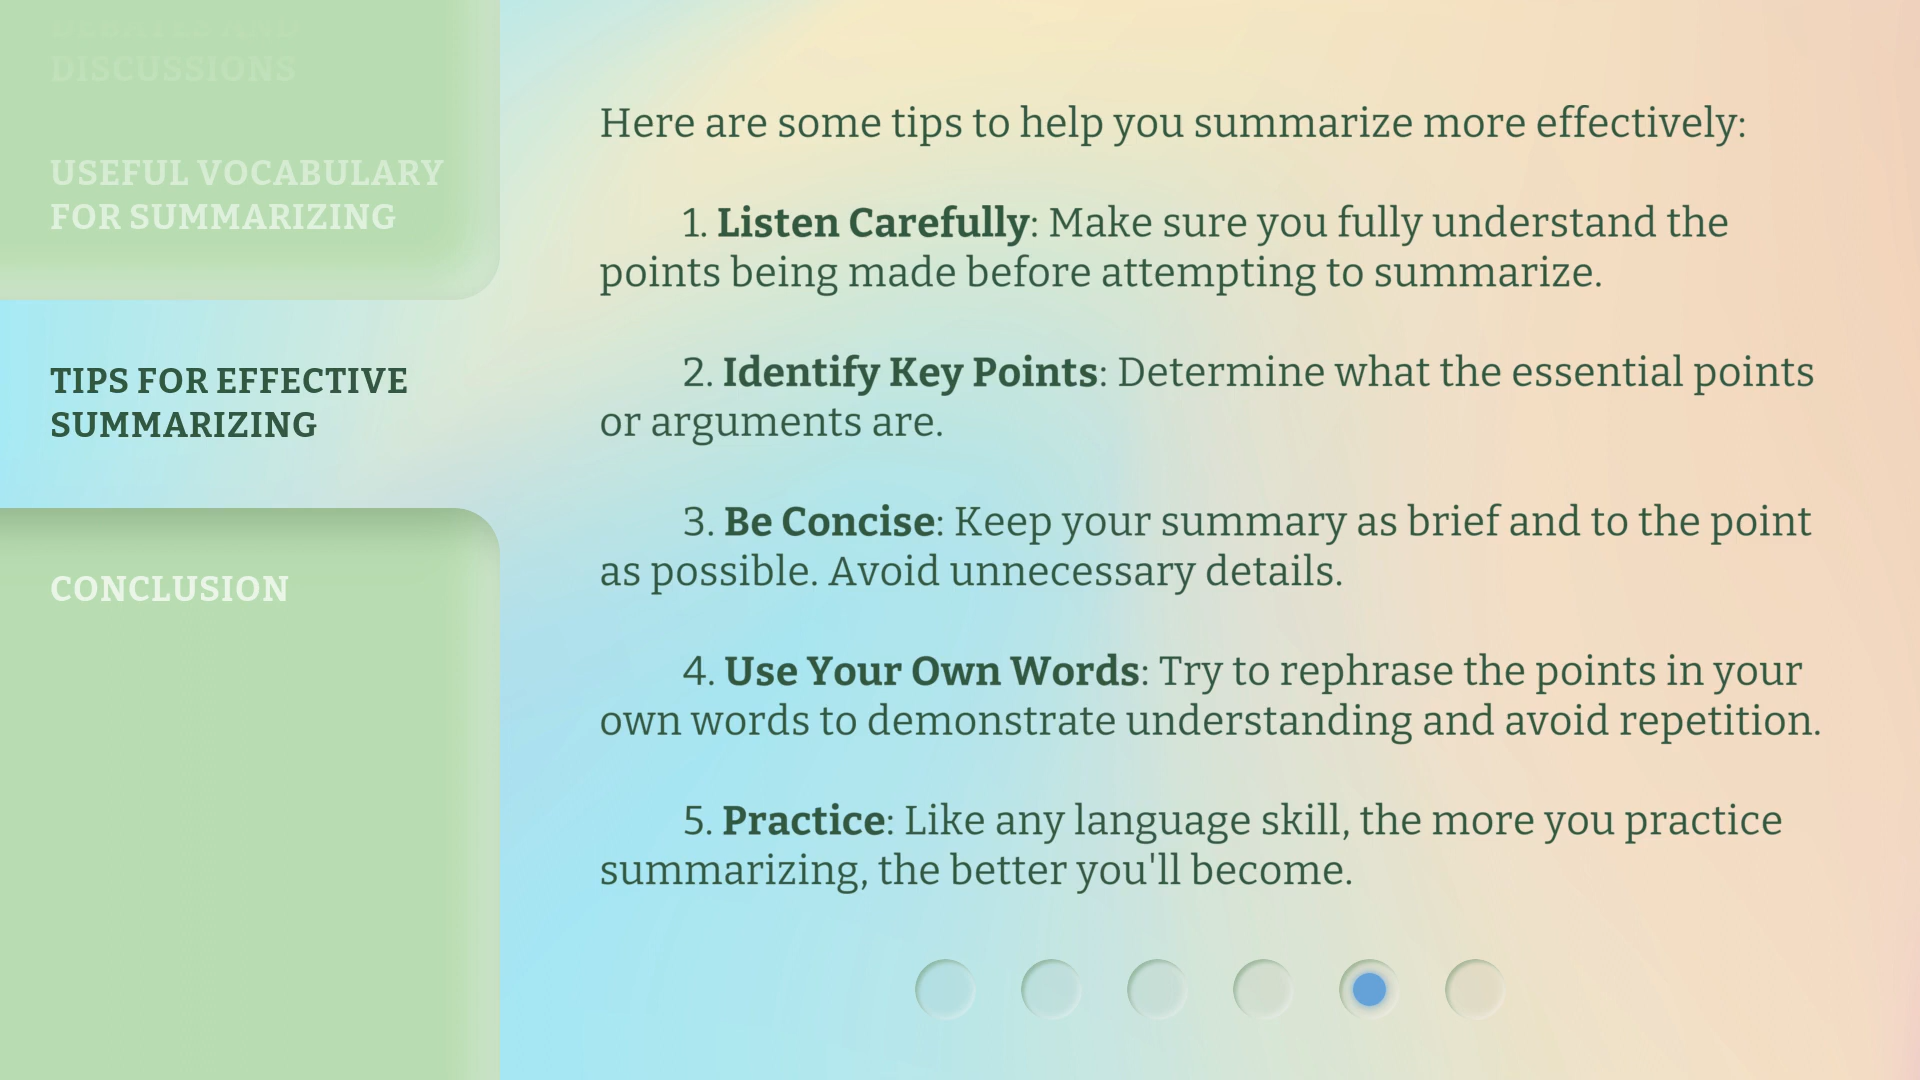 DISCUSSIONS
USEFUL VOCABULARY
FOR SUMMARIZING
TIPS FOR EFFECTIVE
SUMMARIZING
CONCLUSION
Here are some tips to help you summarize more effectively:
1. Listen Carefully: Make sure you fully understand the
points being made before attempting to summarize.
2. Identify Key Points: Determine what the essential points
or arguments are.
3. Be Concise: Keep your summary as brief and to the point
as possible. Avoid unnecessary details.
4. Use Your Own Words: Try to rephrase the points in your
own words to demonstrate understanding and avoid repetition.
5. Practice: Like any language skill, the more you practice
summarizing, the better you'll become.